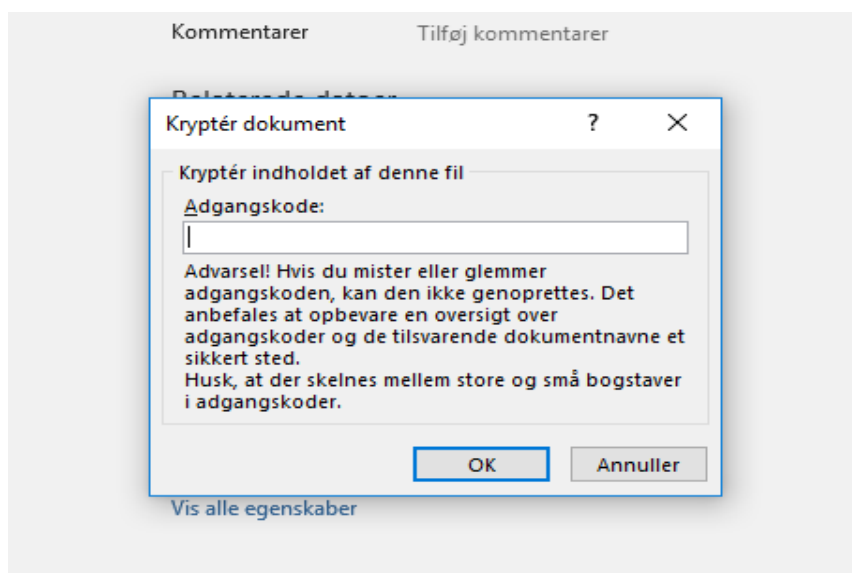 Kommentarer Tilføj kommentarer
Relaterede datoer
Kryptér dokument ? ✕
Kryptér indholdet af denne fil
Adgangskode:
Advarsel! Hvis du mister eller glemmer
adgangskoden, kan den ikke genoprettes. Det
anbefales at opbevare en oversigt over
adgangskoder og de tilsvarende dokumentnavne et
sikkert sted.
Husk, at der skelnes mellem store og små bogstaver
i adgangskoder.
OK Annuller
Vis alle egenskaber